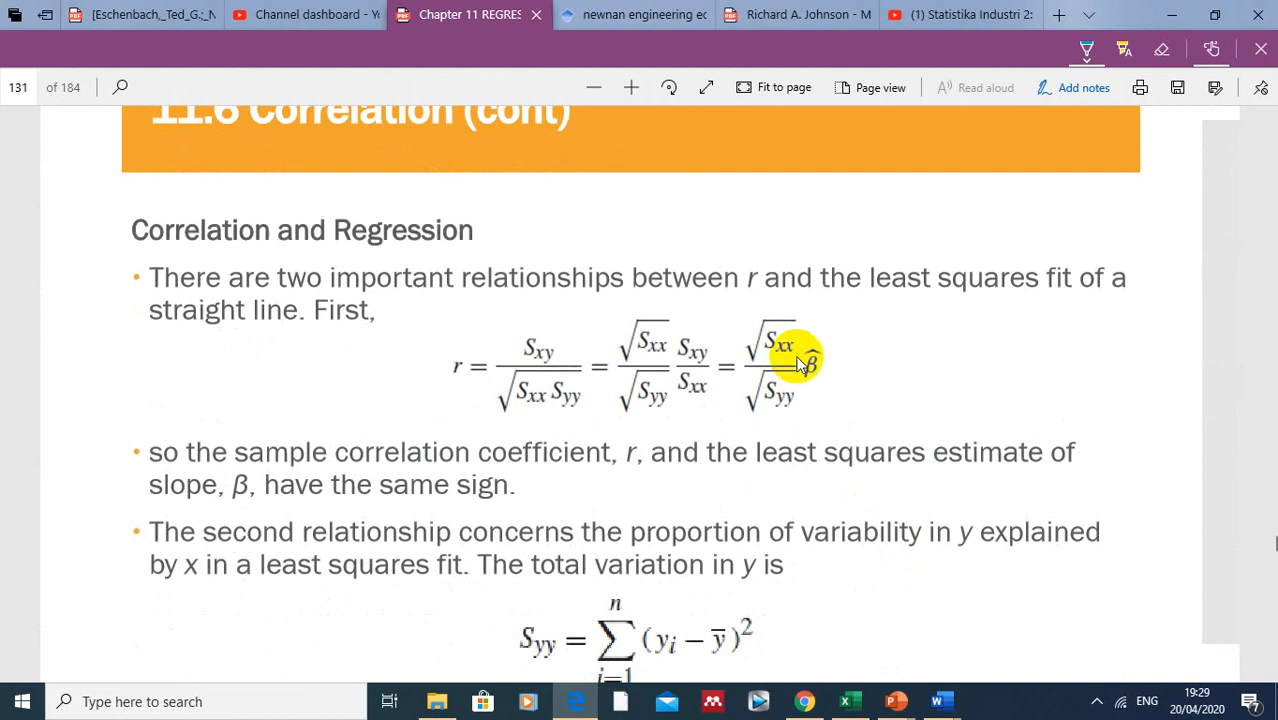 [Eschenbach,_Ted_G.;_N
Channel dashboard - Yo
Chapter 11 REGRES
newnan engineering ec
Richard A. Johnson - M
(1) Statistika Industri 2:
131 of 184
Fit to page
Page view
Read aloud
Add notes
11.6 Correlation (cont)
Correlation and Regression
• There are two important relationships between r and the least squares fit of a
straight line. First,
r = Sxy / √(Sxx Syy) = (√Sxx / √Syy) (Sxy / Sxx) = (√Sxx / √Syy) β̂
• so the sample correlation coefficient, r, and the least squares estimate of
slope, β, have the same sign.
• The second relationship concerns the proportion of variability in y explained
by x in a least squares fit. The total variation in y is
n
Syy = ∑ (yi − ȳ)²
i=1
Type here to search
ENG
19:29
20/04/2020
7